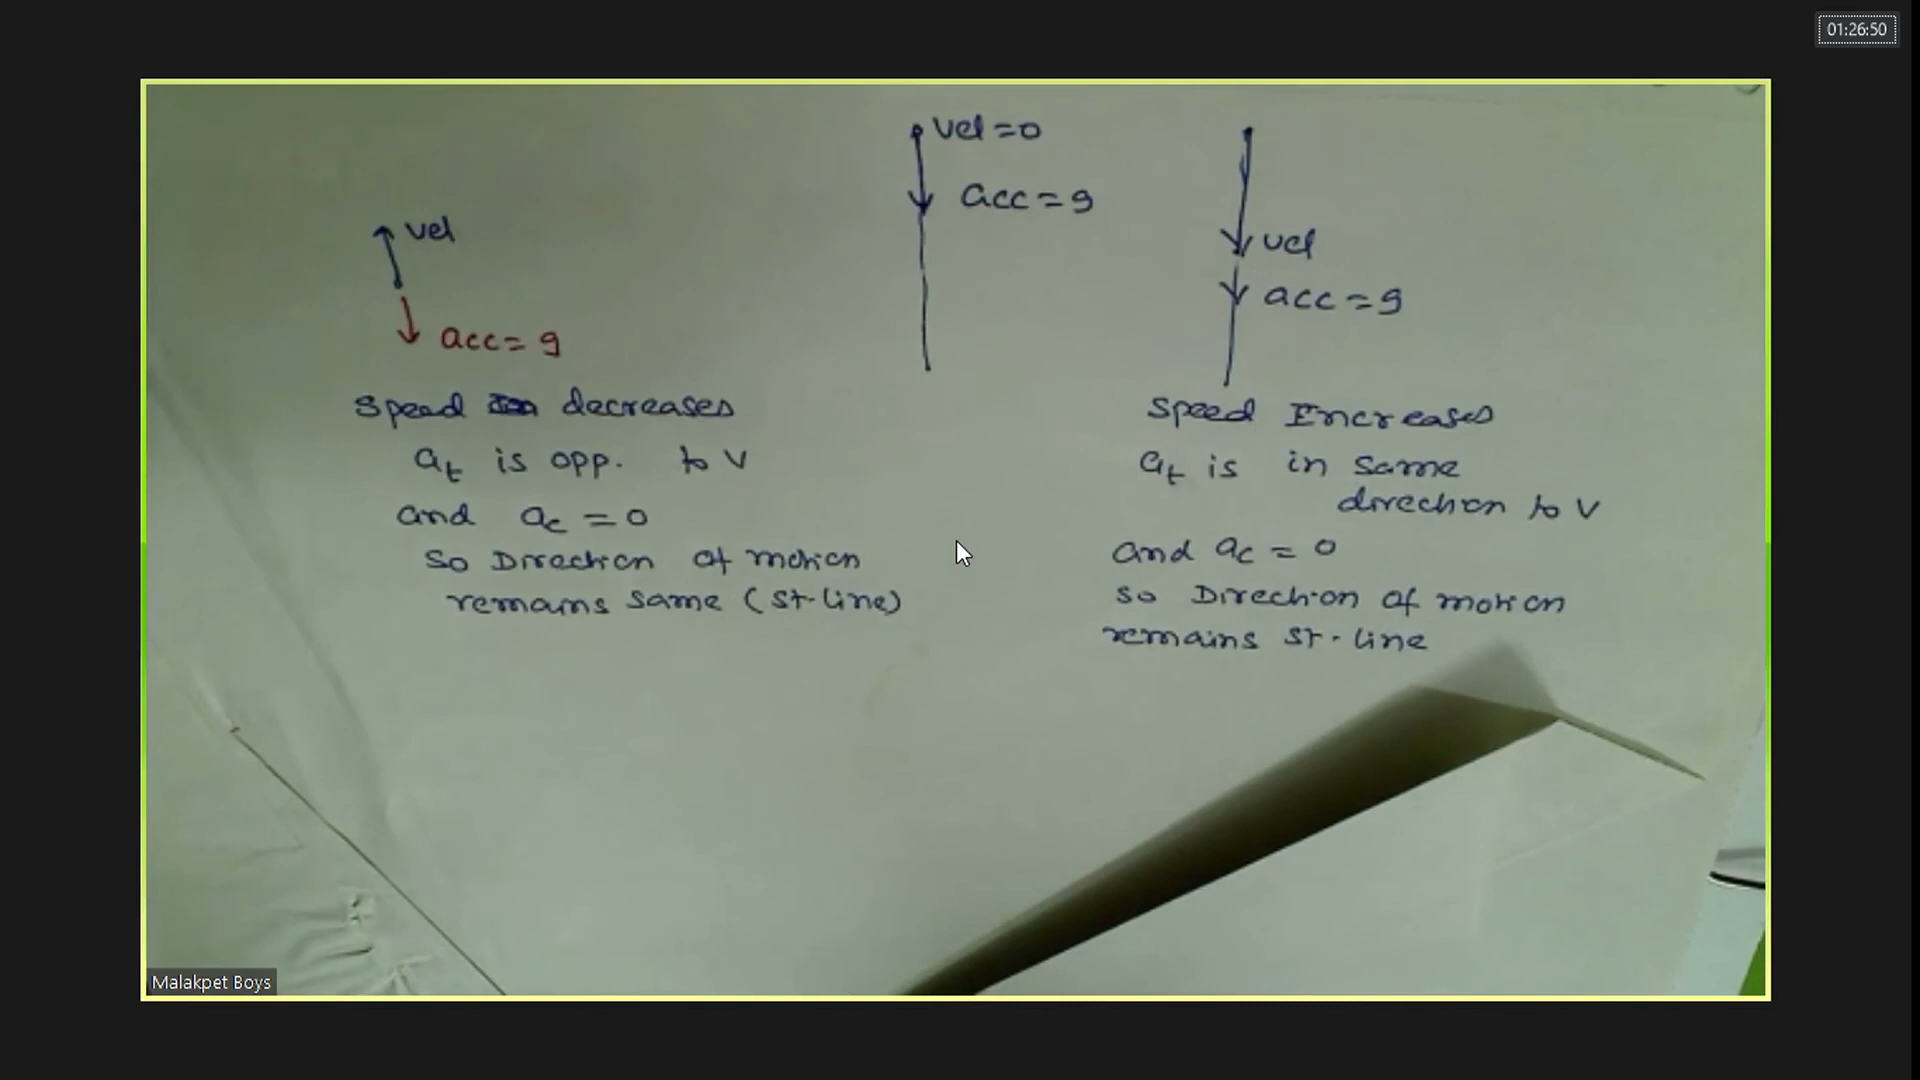 01:26:50
vel
acc = g
Speed decreases
at is opp. to v
and ac = 0
So Direction of motion
remains same (st-line)
vel = 0
acc = g
vel
acc = g
Speed Increases
at is in same
direction to v
and ac = 0
so Direction of motion
remains st-line
Malakpet Boys